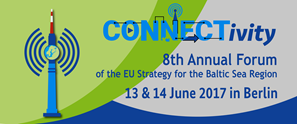 CONNECTivity
8th Annual Forum
of the EU Strategy for the Baltic Sea Region
13 & 14 June 2017 in Berlin